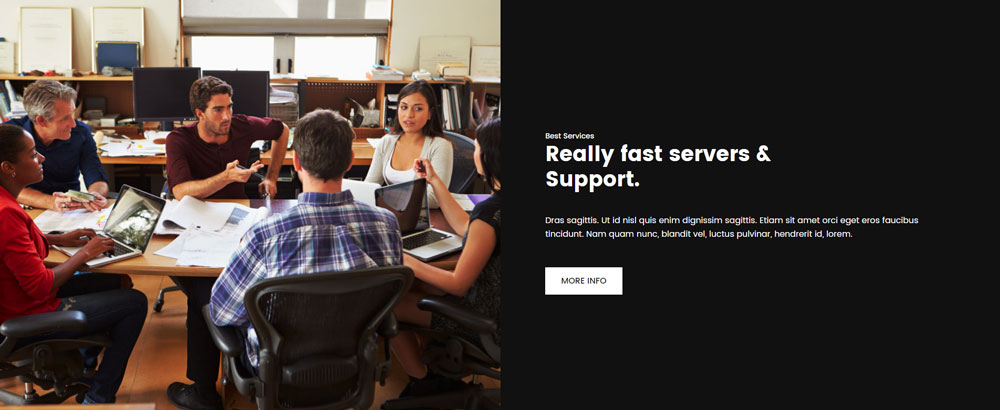 Best Services
Really fast servers &
Support.
Dras sagittis. Ut id nisl quis enim dignissim sagittis. Etiam sit amet orci eget eros faucibus
tincidunt. Nam quam nunc, blandit vel, luctus pulvinar, hendrerit id, lorem.
MORE INFO